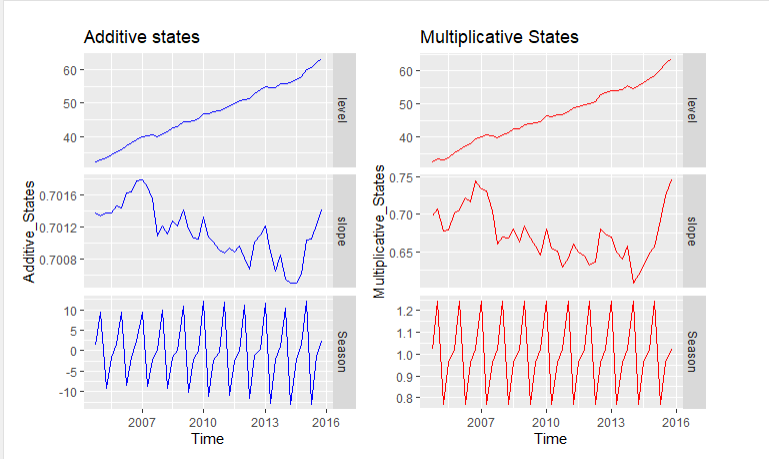 Additive states
60
50
40
level
0.7016
0.7012
0.7008
slope
10
5
0
-5
-10
Season
Additive_States
2007 2010 2013 2016
Time
Multiplicative States
60
50
40
level
0.75
0.70
0.65
slope
1.2
1.1
1.0
0.9
0.8
Season
Multiplicative_States
2007 2010 2013 2016
Time